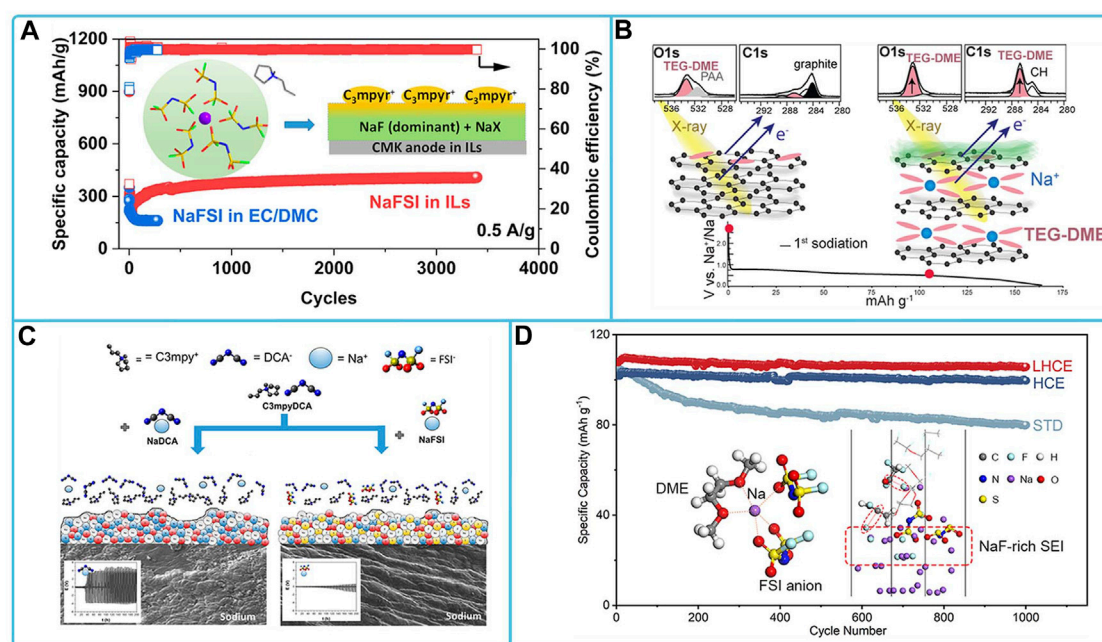 A
Specific capacity (mAh/g)
1200
900
600
300
0
C₃mpyr⁺ C₃mpyr⁺ C₃mpyr⁺
NaF (dominant) + NaX
CMK anode in ILs
NaFSI in EC/DMC
NaFSI in ILs
0.5 A/g
100
80
60
40
20
0
Coulombic efficiency (%)
0 1000 2000 3000 4000
Cycles
B
O1s
TEG-DME
PAA
536 532 528
C1s
graphite
292 288 284 280
O1s
TEG-DME
536 532 528
C1s
CH
292 288 284 280
X-ray
e⁻
X-ray
e⁻
Na⁺
TEG-DME
V vs. Na⁺/Na
2.0
1.0
0.0
— 1ˢᵗ sodiation
0 25 50 75 100 125 150 175
mAh g⁻¹
C
= C3mpy⁺
= DCA⁻
= Na⁺
= FSI⁻
C3mpyDCA
+
NaDCA
+
NaFSI
Sodium
Sodium
D
Specific Capacity (mAh g⁻¹)
120
100
80
60
40
20
0
LHCE
HCE
STD
DME
Na
FSI anion
C F H
N Na O
S
NaF-rich SEI
0 200 400 600 800 1000
Cycle Number